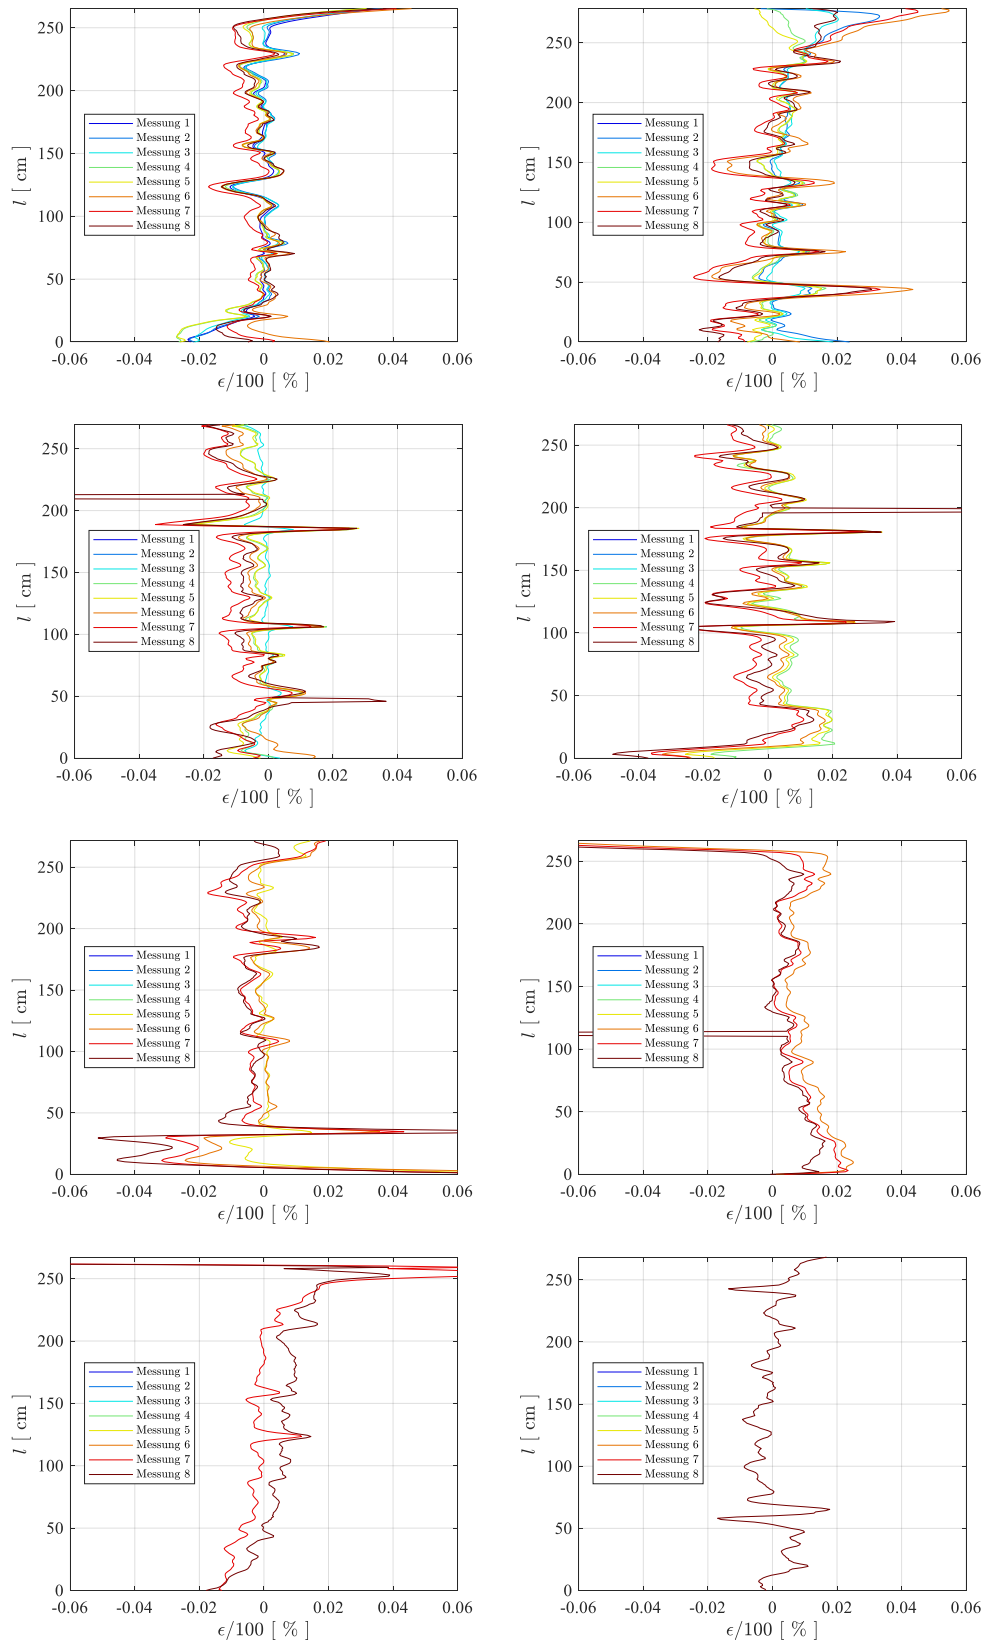 250
200
150
100
50
0
l [ cm ]
Messung 1
Messung 2
Messung 3
Messung 4
Messung 5
Messung 6
Messung 7
Messung 8
-0.06 -0.04 -0.02 0 0.02 0.04 0.06
ϵ/100 [ % ]
250
200
150
100
50
0
l [ cm ]
Messung 1
Messung 2
Messung 3
Messung 4
Messung 5
Messung 6
Messung 7
Messung 8
-0.06 -0.04 -0.02 0 0.02 0.04 0.06
ϵ/100 [ % ]
250
200
150
100
50
0
l [ cm ]
Messung 1
Messung 2
Messung 3
Messung 4
Messung 5
Messung 6
Messung 7
Messung 8
-0.06 -0.04 -0.02 0 0.02 0.04 0.06
ϵ/100 [ % ]
250
200
150
100
50
0
l [ cm ]
Messung 1
Messung 2
Messung 3
Messung 4
Messung 5
Messung 6
Messung 7
Messung 8
-0.06 -0.04 -0.02 0 0.02 0.04 0.06
ϵ/100 [ % ]
250
200
150
100
50
0
l [ cm ]
Messung 1
Messung 2
Messung 3
Messung 4
Messung 5
Messung 6
Messung 7
Messung 8
-0.06 -0.04 -0.02 0 0.02 0.04 0.06
ϵ/100 [ % ]
250
200
150
100
50
0
l [ cm ]
Messung 1
Messung 2
Messung 3
Messung 4
Messung 5
Messung 6
Messung 7
Messung 8
-0.06 -0.04 -0.02 0 0.02 0.04 0.06
ϵ/100 [ % ]
250
200
150
100
50
0
l [ cm ]
Messung 1
Messung 2
Messung 3
Messung 4
Messung 5
Messung 6
Messung 7
Messung 8
-0.06 -0.04 -0.02 0 0.02 0.04 0.06
ϵ/100 [ % ]
250
200
150
100
50
0
l [ cm ]
Messung 1
Messung 2
Messung 3
Messung 4
Messung 5
Messung 6
Messung 7
Messung 8
-0.06 -0.04 -0.02 0 0.02 0.04 0.06
ϵ/100 [ % ]